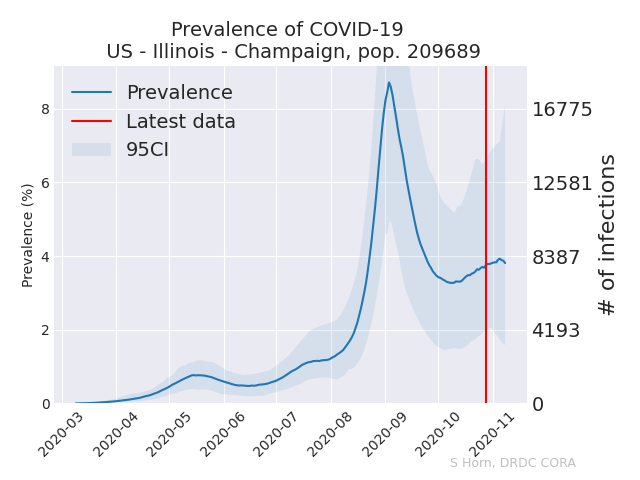 Prevalence of COVID-19
US - Illinois - Champaign, pop. 209689
Prevalence
Latest data
95CI
Prevalence (%)
8
6
4
2
0
16775
12581
8387
4193
0
# of infections
2020-03
2020-04
2020-05
2020-06
2020-07
2020-08
2020-09
2020-10
2020-11
S Horn, DRDC CORA